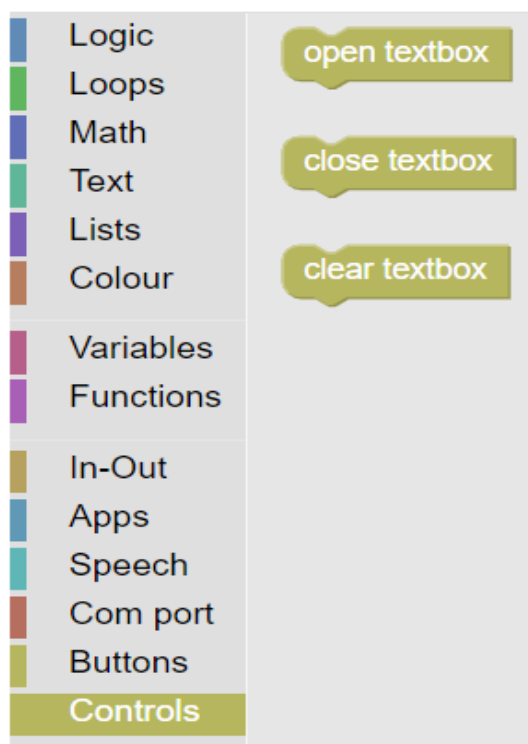 Logic
Loops
Math
Text
Lists
Colour
Variables
Functions
In-Out
Apps
Speech
Com port
Buttons
Controls
open textbox
close textbox
clear textbox